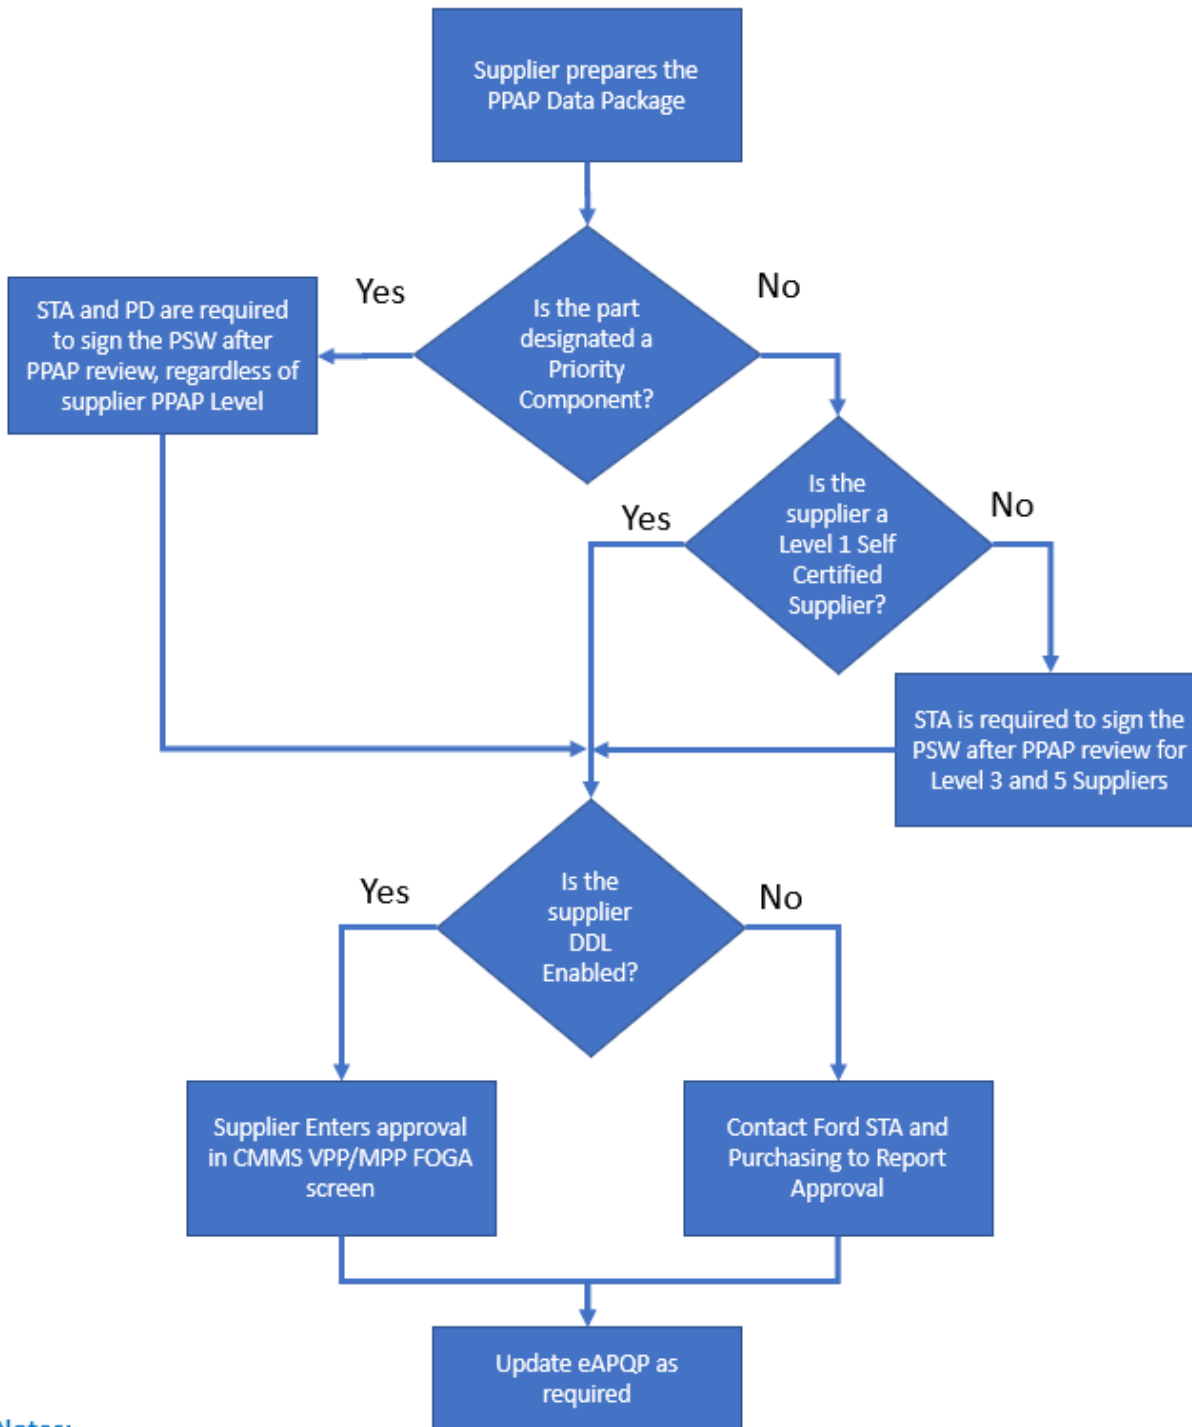 Supplier prepares the
PPAP Data Package
Yes
No
STA and PD are required
to sign the PSW after
PPAP review, regardless of
supplier PPAP Level
Is the part
designated a
Priority
Component?
Yes
No
Is the
supplier a
Level 1 Self
Certified
Supplier?
STA is required to sign the
PSW after PPAP review for
Level 3 and 5 Suppliers
Yes
No
Is the
supplier
DDL
Enabled?
Supplier Enters approval
in CMMS VPP/MPP FOGA
screen
Contact Ford STA and
Purchasing to Report
Approval
Update eAPQP as
required
Notes: